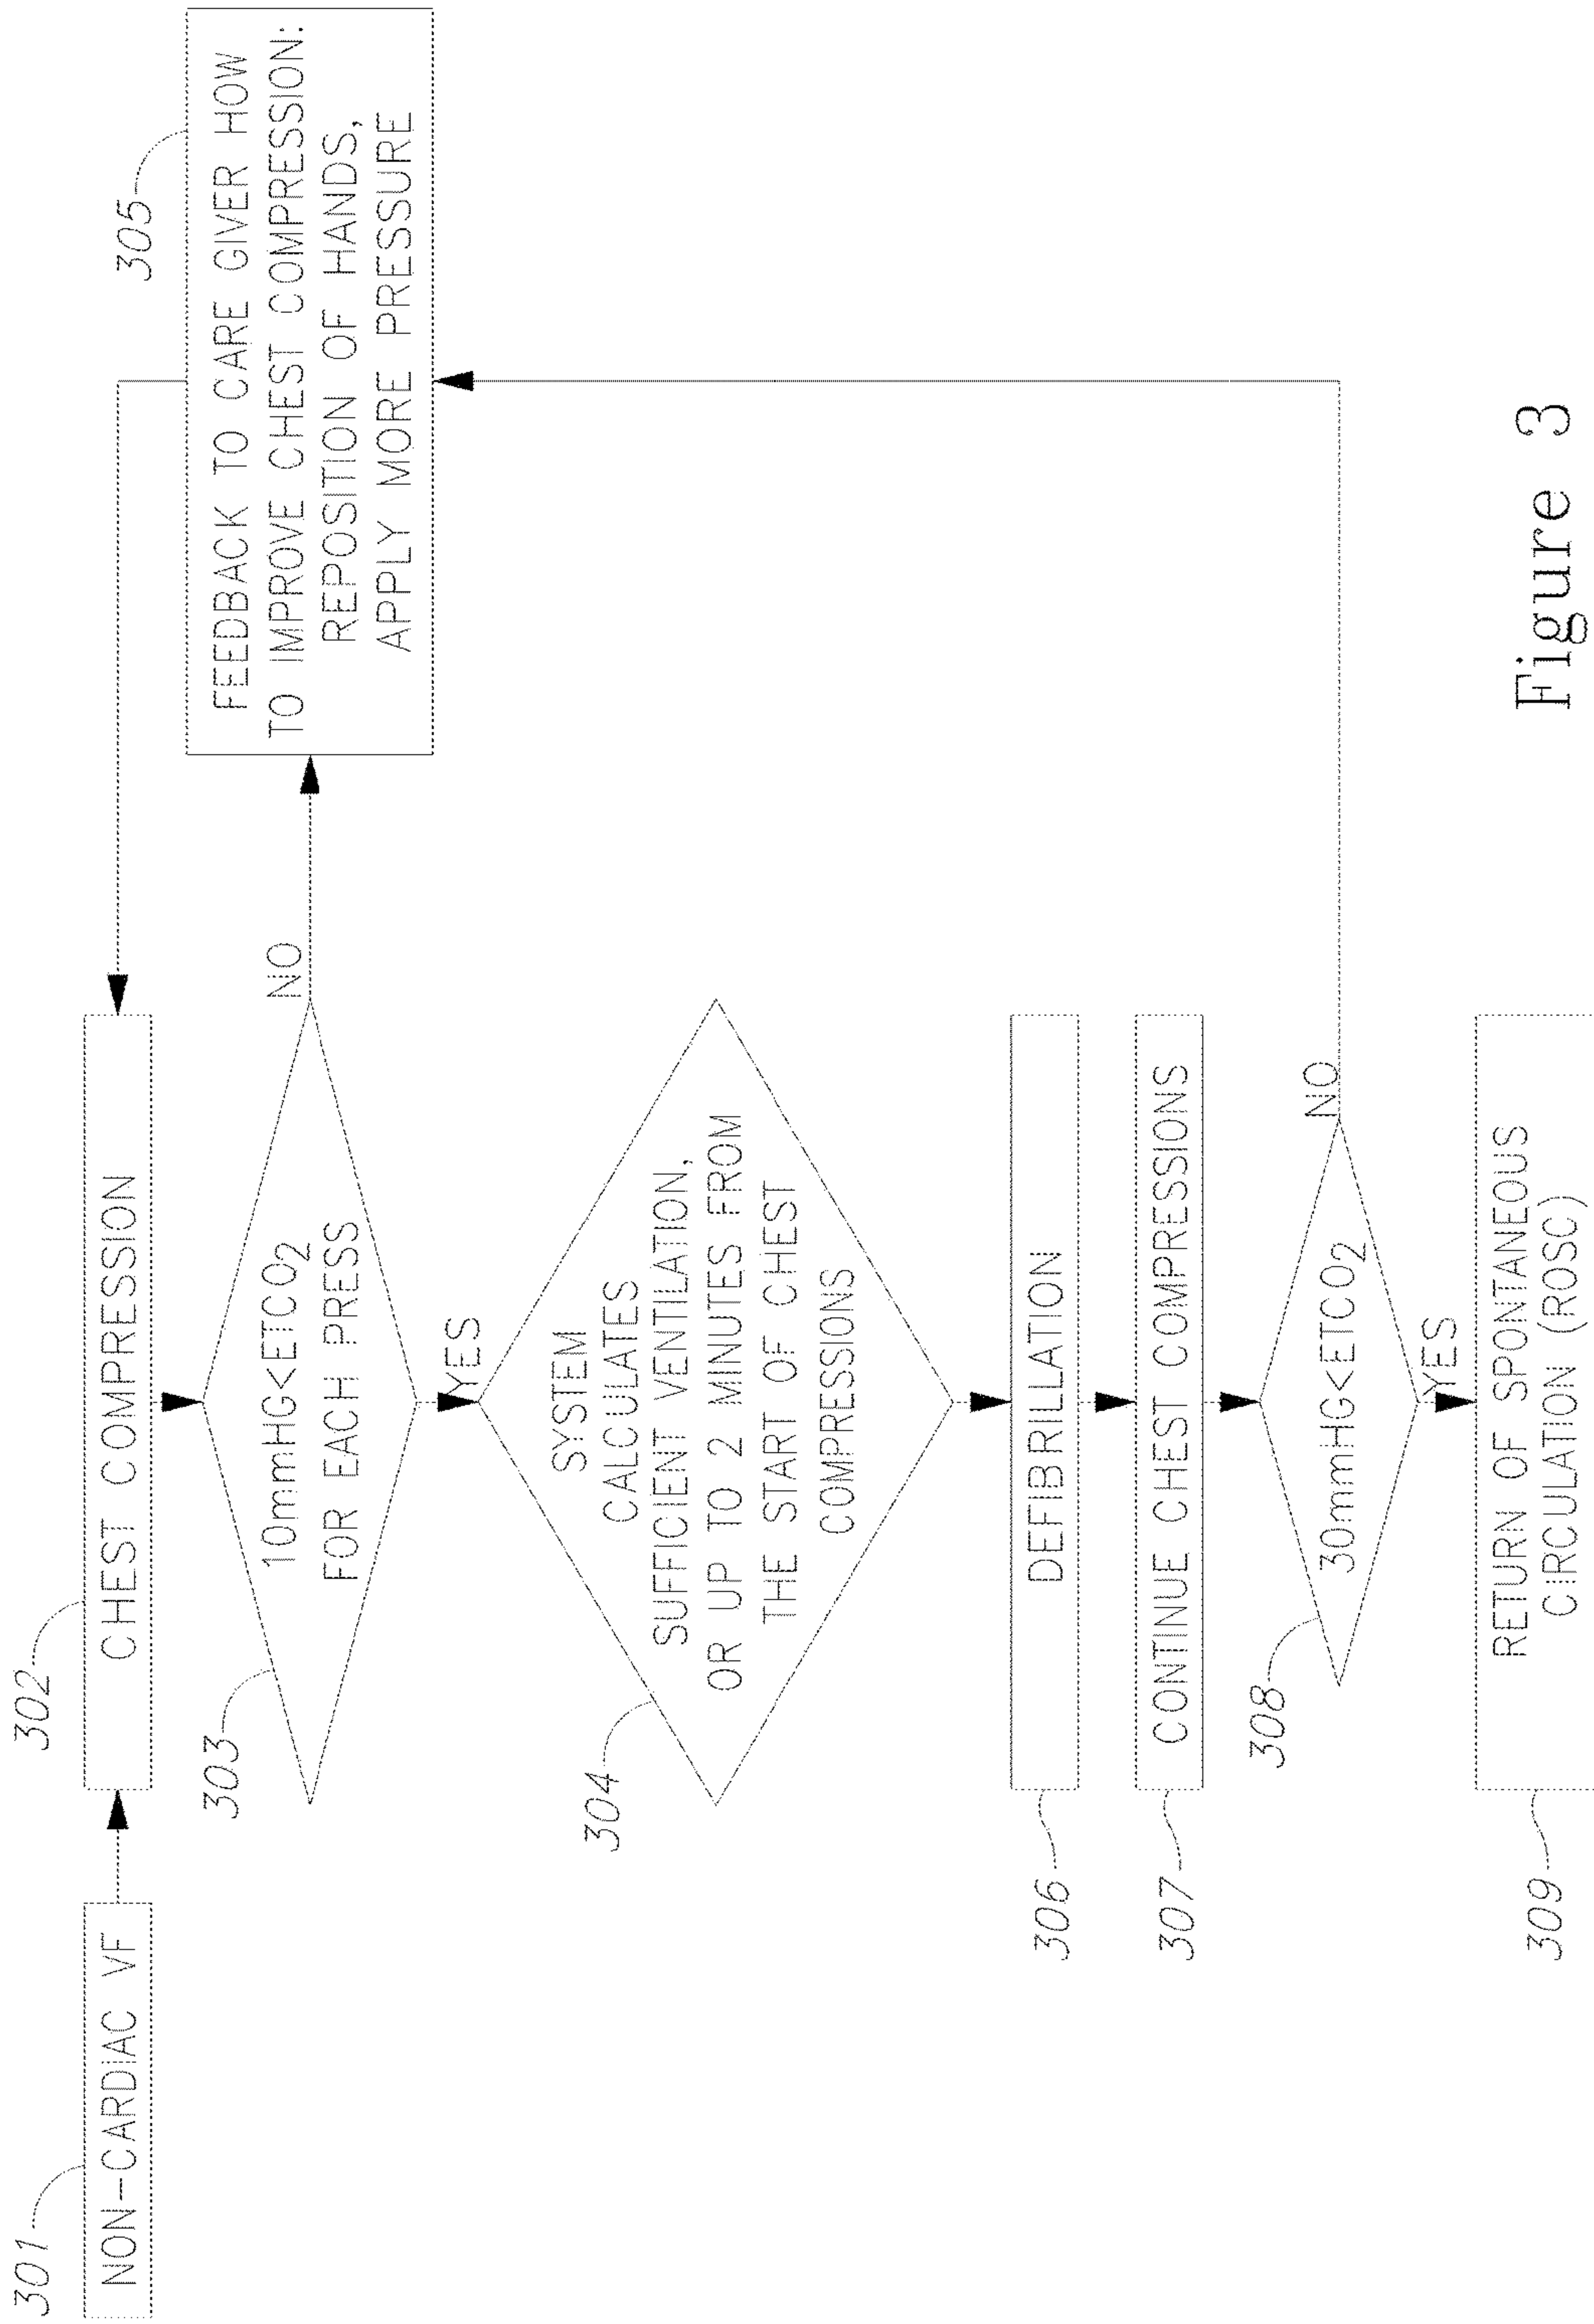 301
NON-CARDIAC VF
302
CHEST COMPRESSION
303
10mmHG<ETCO2
FOR EACH PRESS
NO
YES
305
FEEDBACK TO CARE GIVER HOW
TO IMPROVE CHEST COMPRESSION:
REPOSITION OF HANDS,
APPLY MORE PRESSURE
304
SYSTEM
CALCULATES
SUFFICIENT VENTILATION,
OR UP TO 2 MINUTES FROM
THE START OF CHEST
COMPRESSIONS
306
DEFIBRILLATION
307
CONTINUE CHEST COMPRESSIONS
308
30mmHG<ETCO2
NO
YES
309
RETURN OF SPONTANEOUS
CIRCULATION (ROSC)
Figure 3